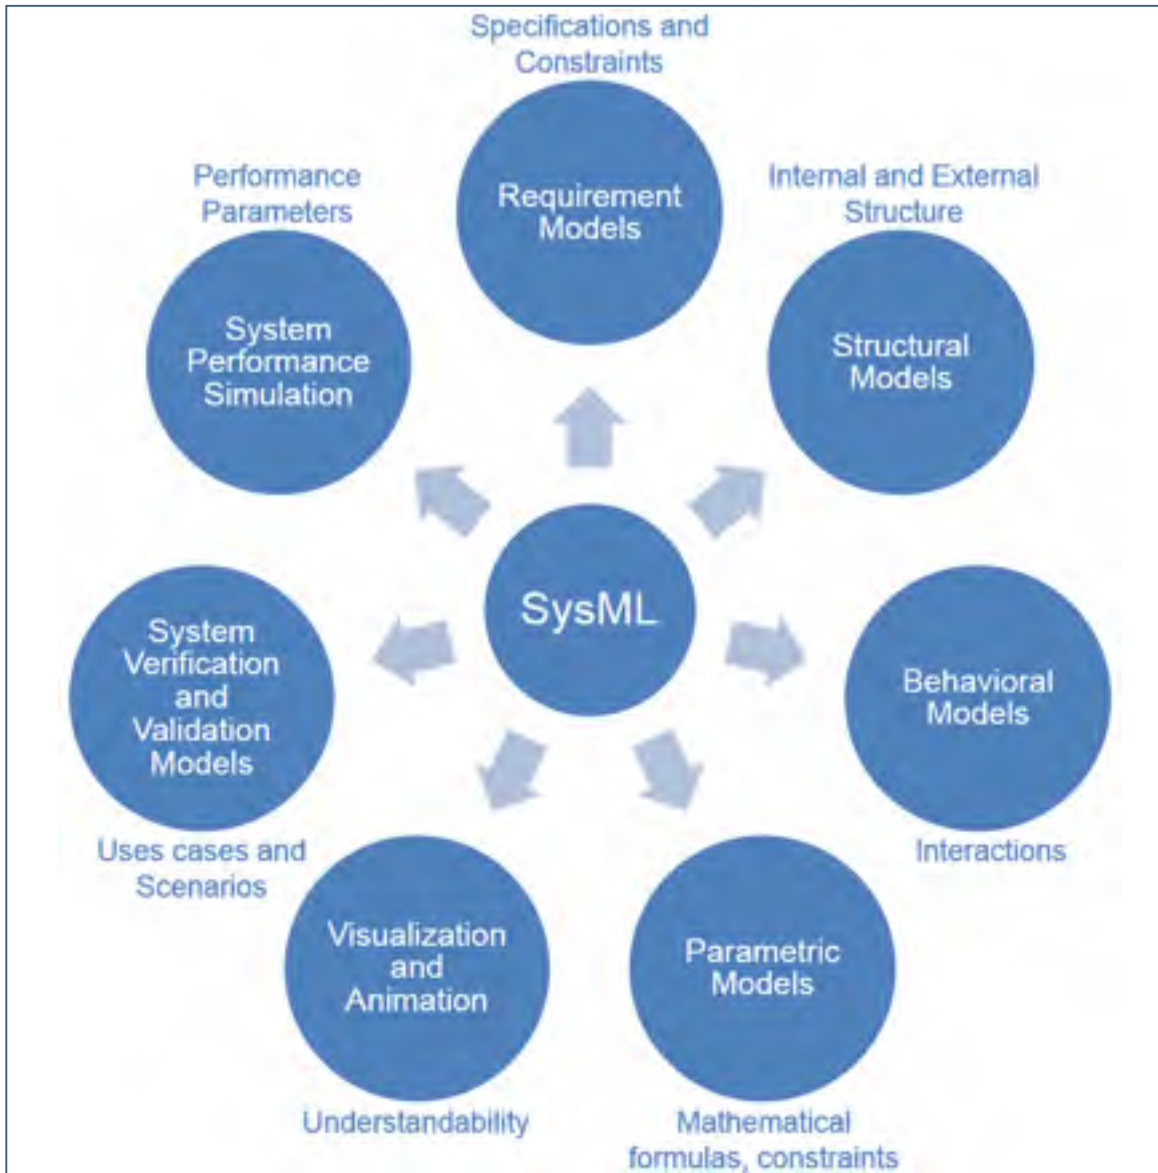 Specifications and
Constraints
Requirement
Models
Internal and External
Structure
Structural
Models
Behavioral
Models
Interactions
Parametric
Models
Mathematical
formulas, constraints
Visualization
and
Animation
Understandability
System
Verification
and
Validation
Models
Uses cases and
Scenarios
Performance
Parameters
System
Performance
Simulation
SysML